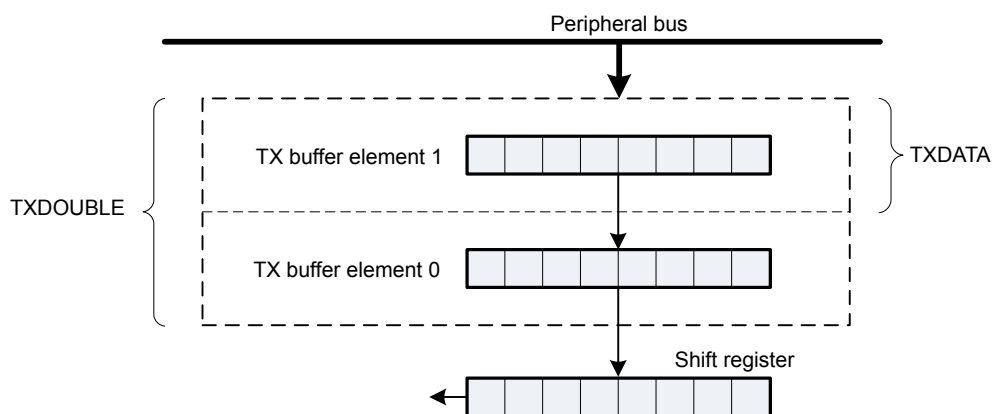 Peripheral bus
TX buffer element 1
TXDATA
TXDOUBLE
TX buffer element 0
Shift register